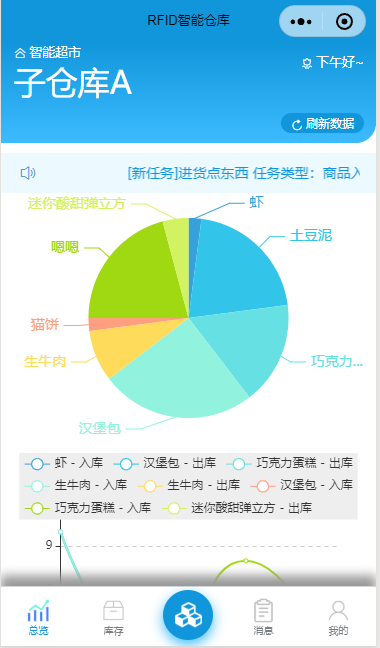 RFID智能仓库
智能超市
子仓库A
下午好~
刷新数据
[新任务]进货点东西 任务类型：商品入
迷你酸甜弹立方
虾
嗯嗯
土豆泥
猫饼
生牛肉
巧克力...
汉堡包
虾 - 入库
汉堡包 - 出库
巧克力蛋糕 - 出库
生牛肉 - 入库
生牛肉 - 出库
汉堡包 - 入库
巧克力蛋糕 - 入库
迷你酸甜弹立方 - 出库
9
总览
库存
消息
我的